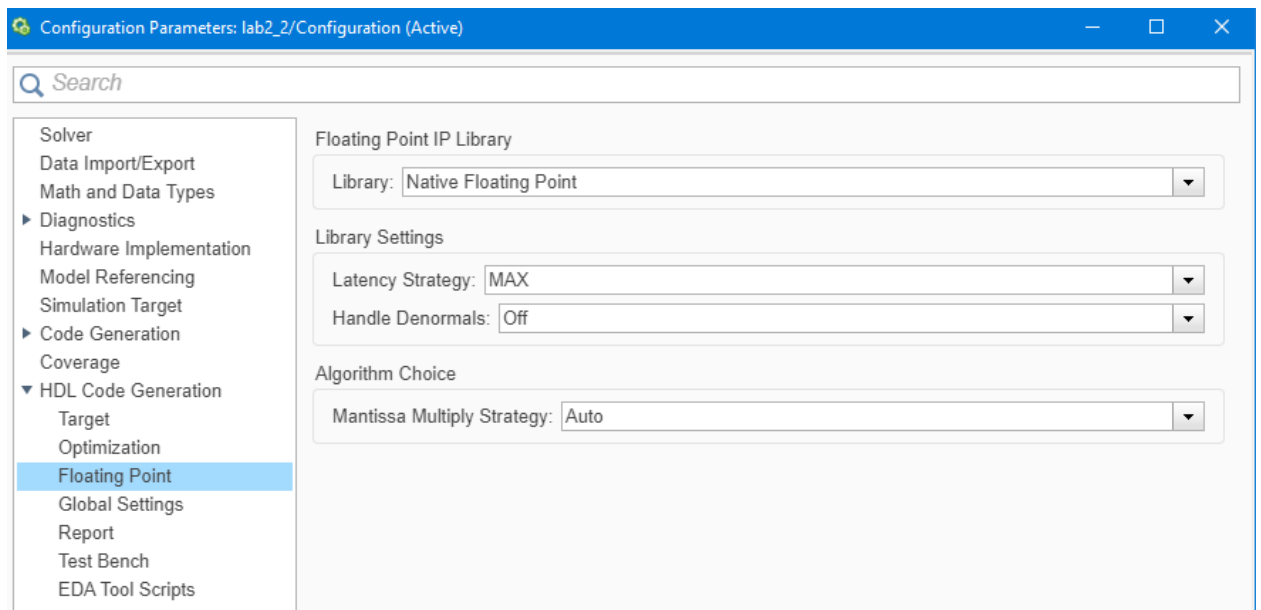 Configuration Parameters: lab2_2/Configuration (Active)
Search
Solver
Data Import/Export
Math and Data Types
Diagnostics
Hardware Implementation
Model Referencing
Simulation Target
Code Generation
Coverage
HDL Code Generation
Target
Optimization
Floating Point
Global Settings
Report
Test Bench
EDA Tool Scripts
Floating Point IP Library
Library: Native Floating Point
Library Settings
Latency Strategy: MAX
Handle Denormals: Off
Algorithm Choice
Mantissa Multiply Strategy: Auto